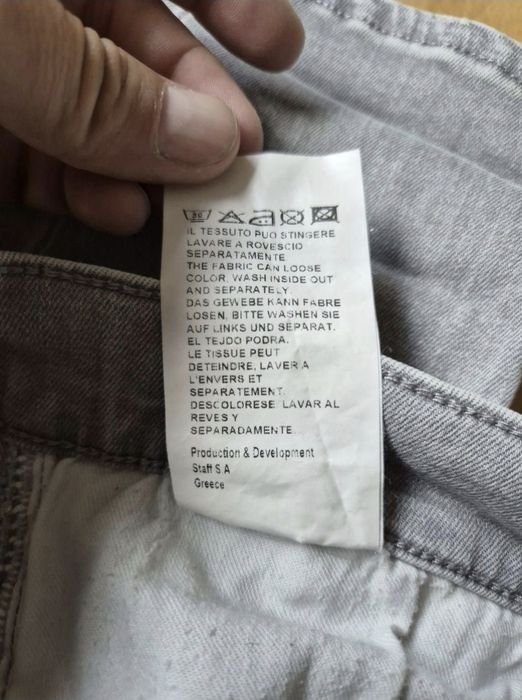 30
IL TESSUTO PUO STINGERE
LAVARE A ROVESCIO
SEPARATAMENTE
THE FABRIC CAN LOOSE
COLOR, WASH INSIDE OUT
AND SEPARATELY.
DAS GEWEBE KANN FABRE
LOSEN, BITTE WASHEN SIE
AUF LINKS UND SEPARAT.
EL TEJDO PODRA.
LE TISSUE PEUT
DETEINDRE, LAVER A
L'ENVERS ET
SEPARATEMENT.
DESCOLORESE LAVAR AL
REVES Y
SEPARADAMENTE.
Production & Development
Staff S.A
Greece